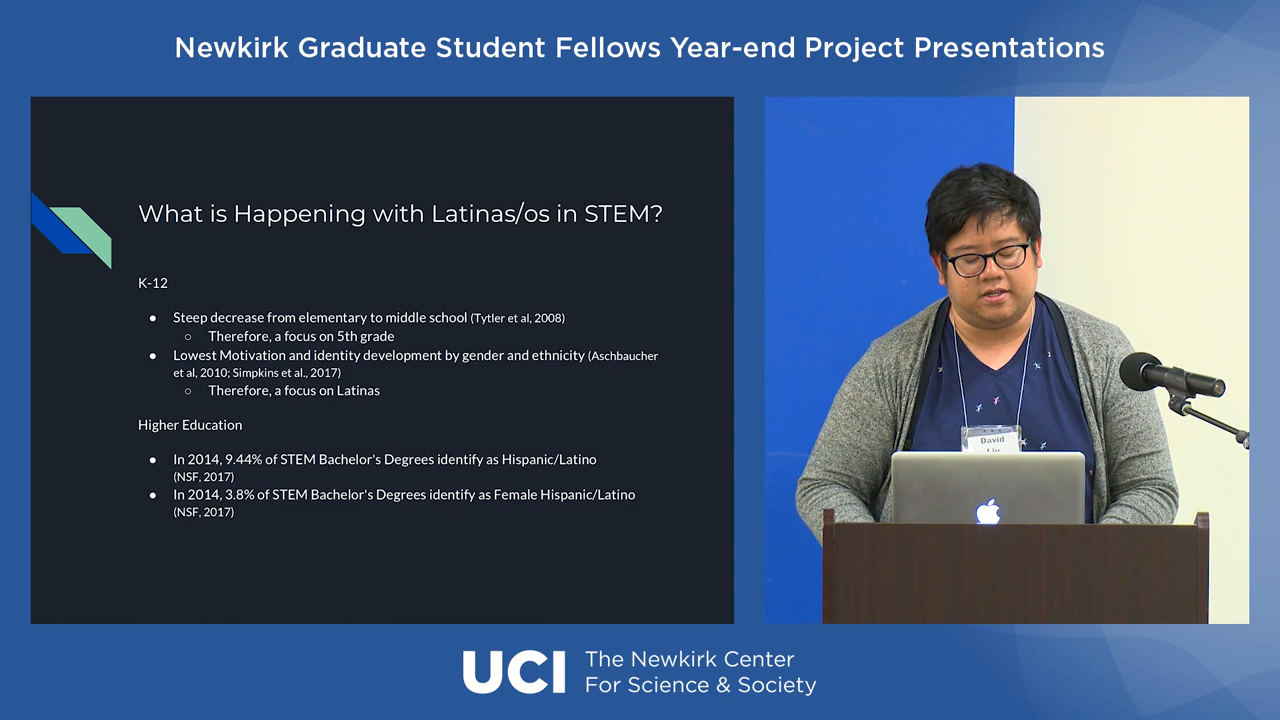 Newkirk Graduate Student Fellows Year-end Project Presentations
What is Happening with Latinas/os in STEM?
K-12
● Steep decrease from elementary to middle school (Tytler et al, 2008)
○ Therefore, a focus on 5th grade
● Lowest Motivation and identity development by gender and ethnicity (Aschbaucher
et al, 2010; Simpkins et al., 2017)
○ Therefore, a focus on Latinas
Higher Education
● In 2014, 9.44% of STEM Bachelor's Degrees identify as Hispanic/Latino
(NSF, 2017)
● In 2014, 3.8% of STEM Bachelor's Degrees identify as Female Hispanic/Latino
(NSF, 2017)
David
UCI
The Newkirk Center
For Science & Society